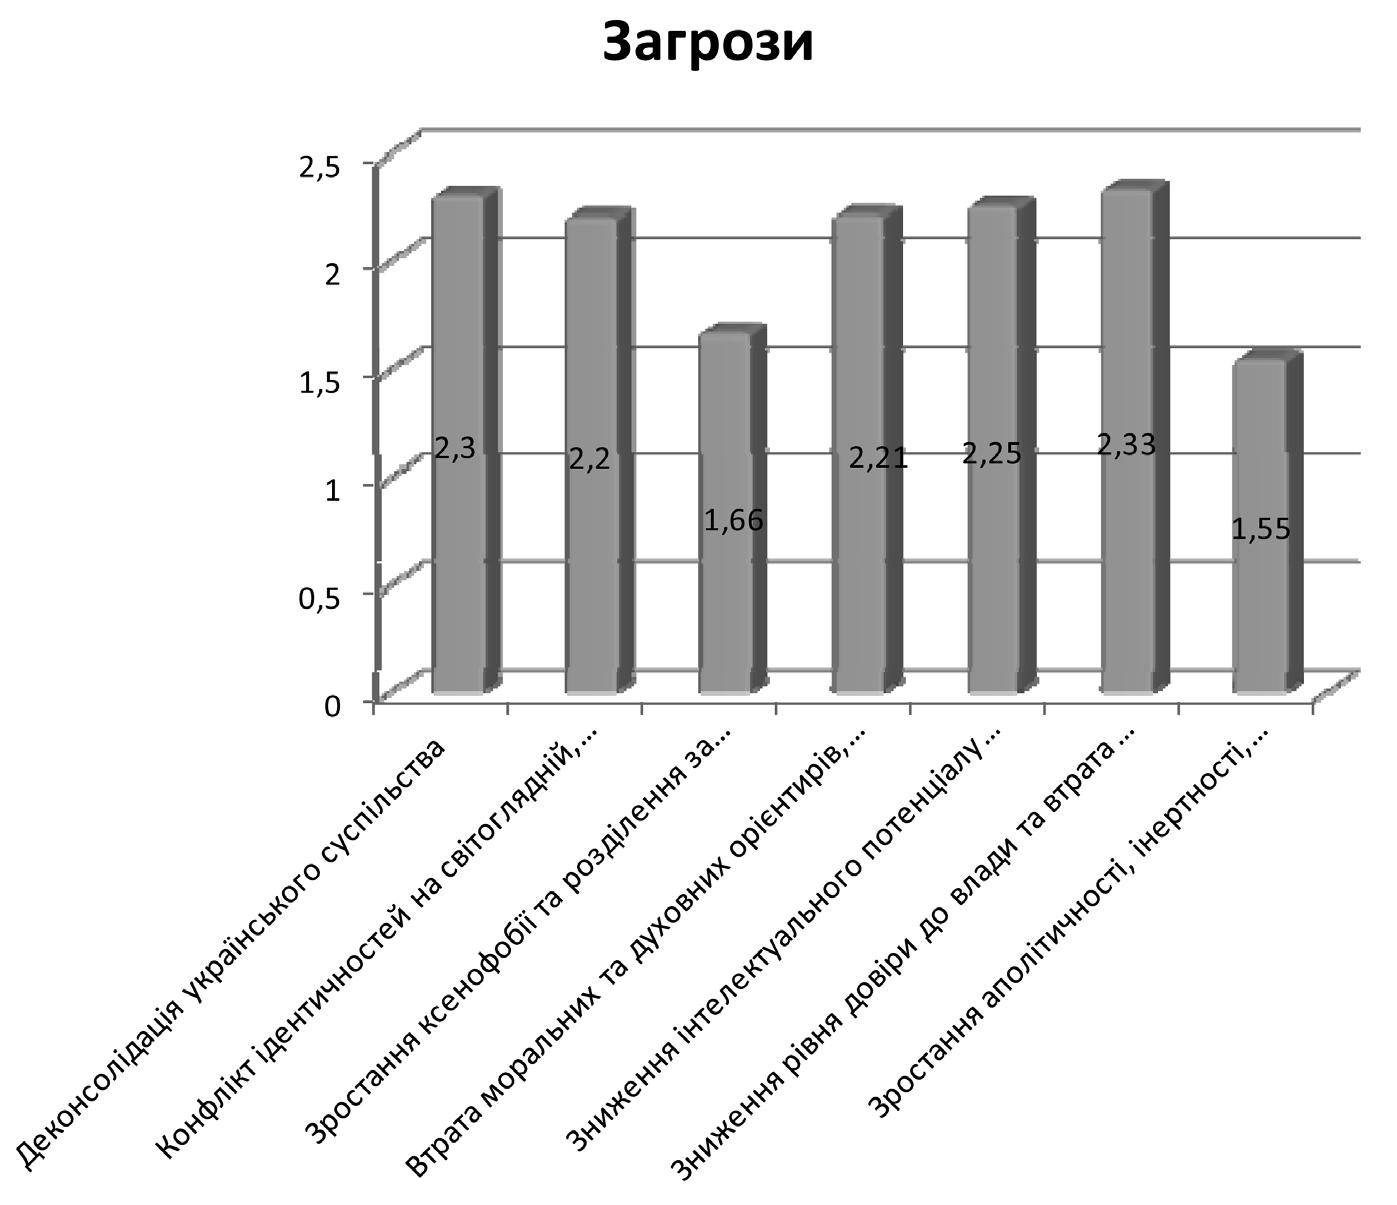 Загрози
2,5
2
1,5
1
0,5
0
2,3
2,2
1,66
2,21
2,25
2,33
1,55
Деконсолідація українського суспільства
Конфлікт ідентичностей на світоглядній,...
Зростання ксенофобії та розділення за...
Втрата моральних та духовних орієнтирів,...
Зниження інтелектуального потенціалу...
Зниження рівня довіри до влади та втрата...
Зростання аполітичності, інертності,...